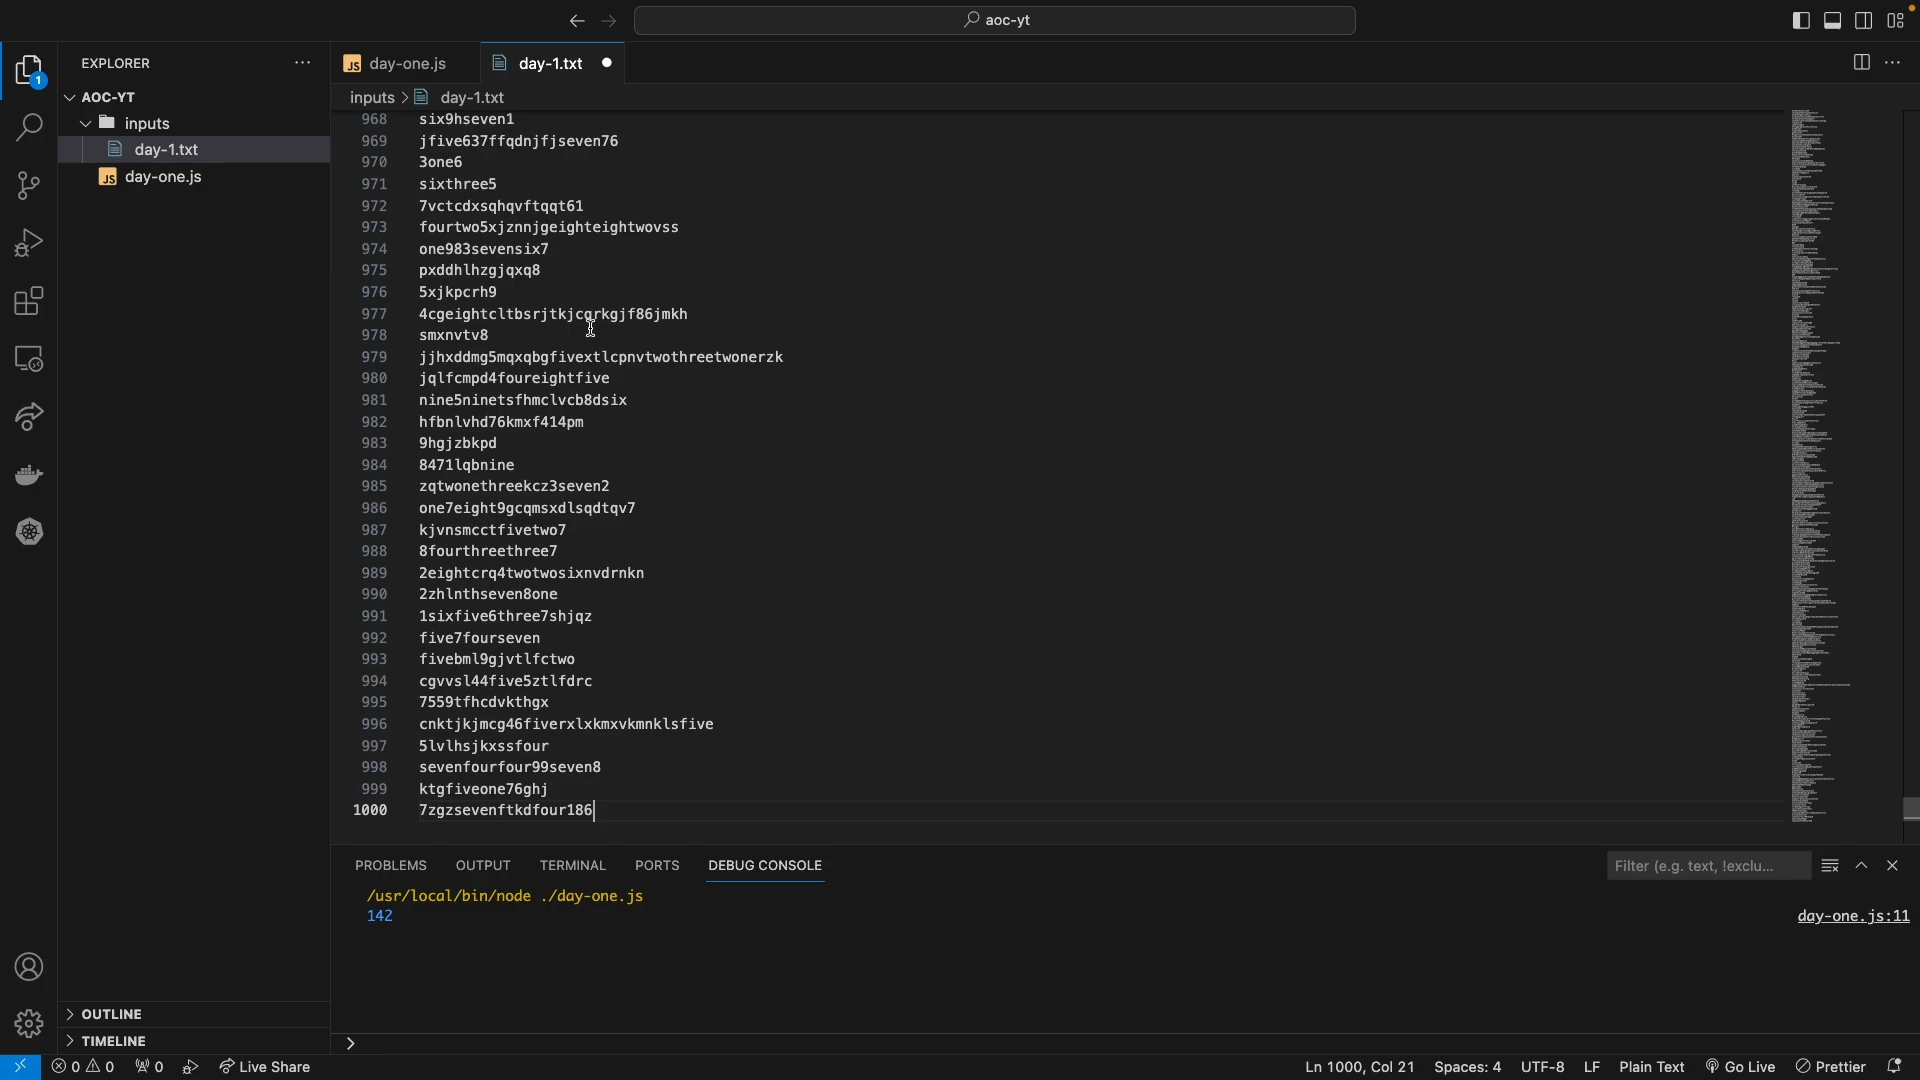 aoc-yt
EXPLORER
AOC-YT
inputs
day-1.txt
day-one.js
day-one.js
day-1.txt
inputs > day-1.txt
968 six9hseven1
969 jfive637ffqdnjfjseven76
970 3one6
971 sixthree5
972 7vctcdxsqhqvftqqt61
973 fourtwo5xjznnjgeighteightwovss
974 one983sevensix7
975 pxddhlhzgjqxq8
976 5xjkpcrh9
977 4cgeightcltbsrjtkjcqrkgjf86jmkh
978 smxnvtv8
979 jjhxddmg5mqxqbgfivextlcpnvtwothreetwonerzk
980 jqlfcmpd4foureightfive
981 nine5ninetsfhmclvcb8dsix
982 hfbnlvhd76kmxf414pm
983 9hgjzbkpd
984 8471lqbnine
985 zqtwonethreekcz3seven2
986 one7eight9gcqmsxdlsqdtqv7
987 kjvnsmcctfivetwo7
988 8fourthreethree7
989 2eightcrq4twotwosixnvdrnkn
990 2zhlnthseven8one
991 1sixfive6three7shjqz
992 five7fourseven
993 fivebml9gjvtlfctwo
994 cgvvsl44five5ztlfdrc
995 7559tfhcdvkthgx
996 cnktjkjmcg46fiverxlxkmxvkmnklsfive
997 5lvlhsjkxssfour
998 sevenfourfour99seven8
999 ktgfiveone76ghj
1000 7zgzsevenftkdfour186
PROBLEMS OUTPUT TERMINAL PORTS DEBUG CONSOLE Filter (e.g. text, !exclu...
/usr/local/bin/node ./day-one.js
142 day-one.js:11
OUTLINE
TIMELINE
0 0 0 Live Share Ln 1000, Col 21 Spaces: 4 UTF-8 LF Plain Text Go Live Prettier